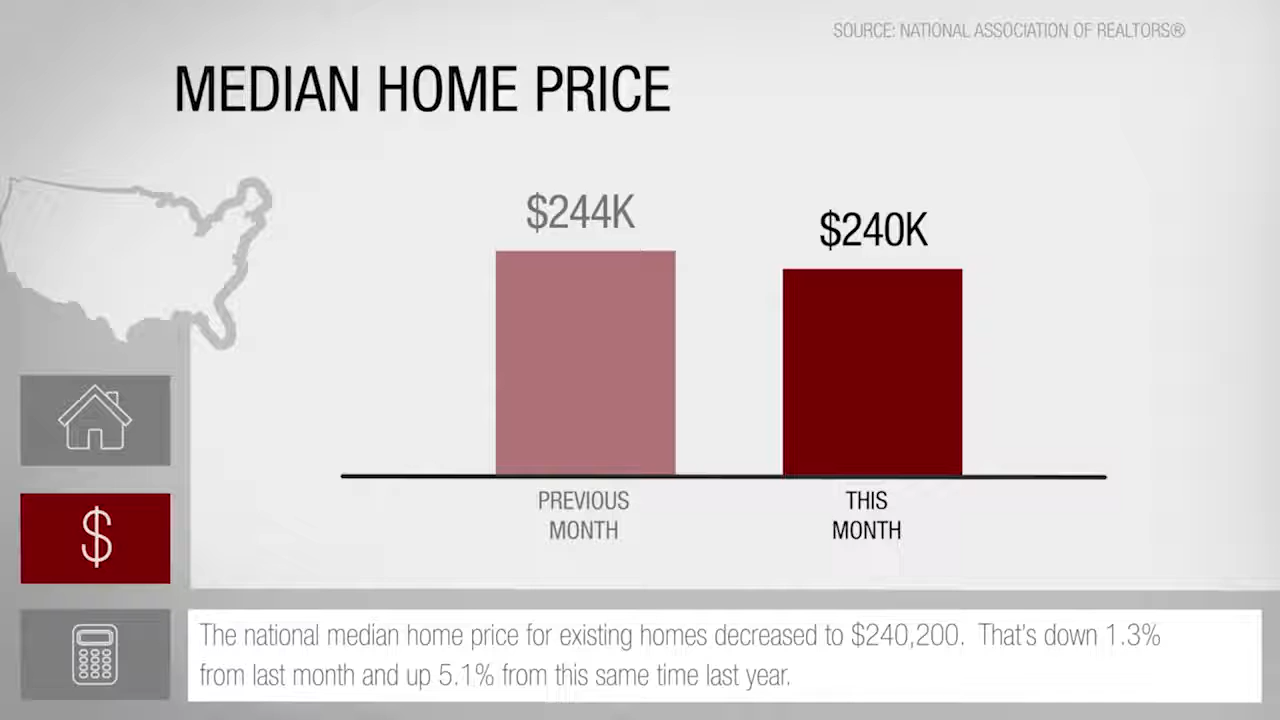 SOURCE: NATIONAL ASSOCIATION OF REALTORS®
MEDIAN HOME PRICE
$244K
$240K
PREVIOUS
MONTH
THIS
MONTH
$
The national median home price for existing homes decreased to $240,200.  That's down 1.3%
from last month and up 5.1% from this same time last year.